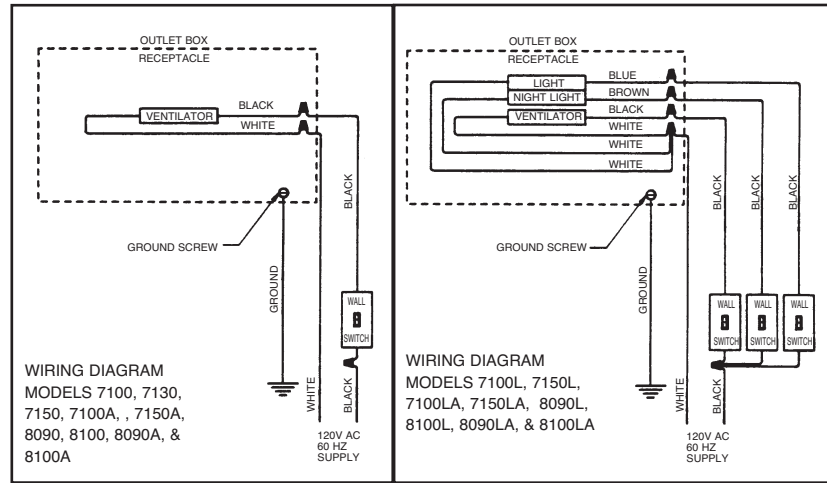 OUTLET BOX
RECEPTACLE
VENTILATOR
BLACK
WHITE
BLACK
GROUND SCREW
GROUND
WALL
SWITCH
WHITE
BLACK
120V AC
60 HZ
SUPPLY
WIRING DIAGRAM
MODELS 7100, 7130,
7150, 7100A, , 7150A,
8090, 8100, 8090A, &
8100A
OUTLET BOX
RECEPTACLE
LIGHT
BLUE
NIGHT LIGHT
BROWN
VENTILATOR
BLACK
WHITE
WHITE
WHITE
BLACK
BLACK
BLACK
GROUND SCREW
GROUND
WALL
SWITCH
WALL
SWITCH
WALL
SWITCH
WHITE
BLACK
120V AC
60 HZ
SUPPLY
WIRING DIAGRAM
MODELS 7100L, 7150L,
7100LA, 7150LA, 8090L,
8100L, 8090LA, & 8100LA